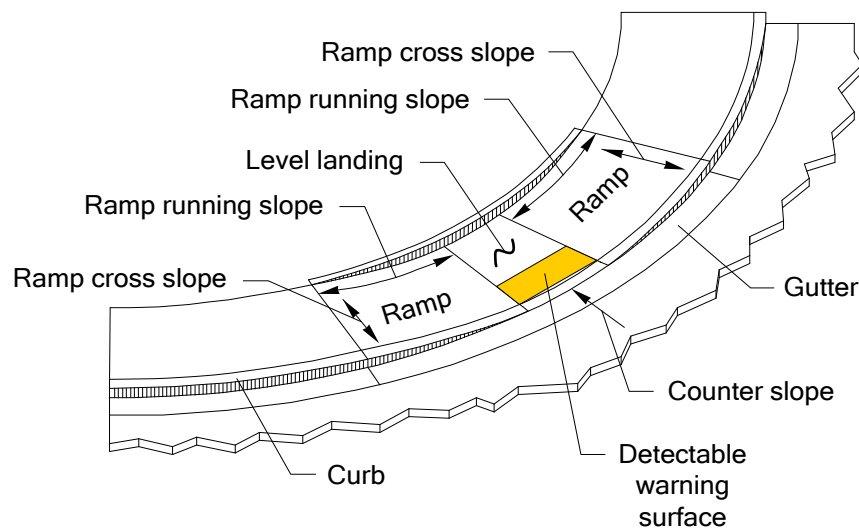 Ramp cross slope
Ramp running slope
Level landing
Ramp running slope
Ramp cross slope
Ramp
Ramp
Gutter
Counter slope
Curb
Detectable
warning
surface